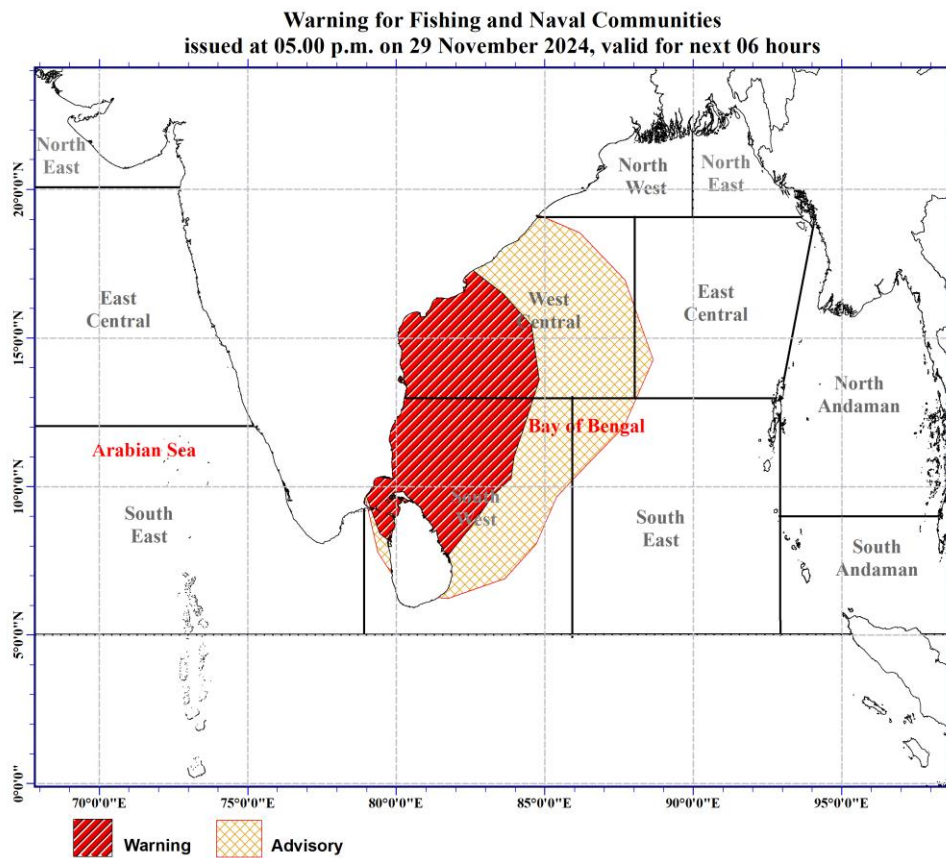 Warning for Fishing and Naval Communities
issued at 05.00 p.m. on 29 November 2024, valid for next 06 hours
North
East
North
West
North
East
20°0'0"N
East
Central
West
Central
East
Central
15°0'0"N
North
Andaman
Bay of Bengal
Arabian Sea
10°0'0"N
South
East
South
West
South
East
South
Andaman
5°0'0"N
0°0'0"
70°0'0"E
75°0'0"E
80°0'0"E
85°0'0"E
90°0'0"E
95°0'0"E
Warning
Advisory